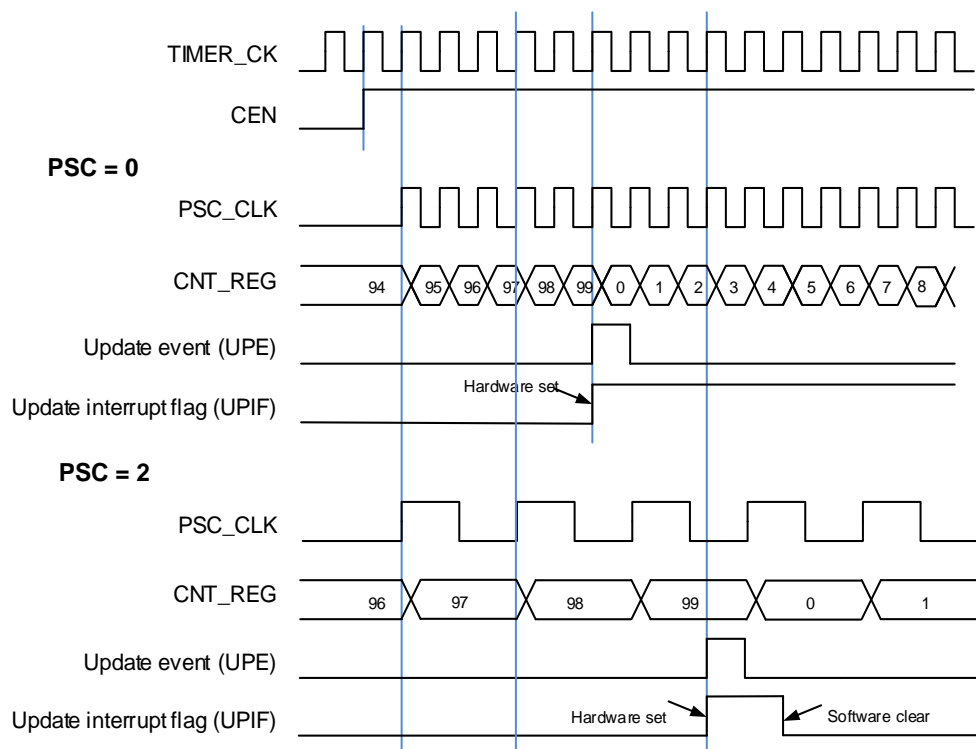 TIMER_CK
CEN
PSC = 0
PSC_CLK
CNT_REG 94 95 96 97 98 99 0 1 2 3 4 5 6 7 8
Update event (UPE)
Hardware set
Update interrupt flag (UPIF)
PSC = 2
PSC_CLK
CNT_REG 96 97 98 99 0 1
Update event (UPE)
Update interrupt flag (UPIF) Hardware set Software clear